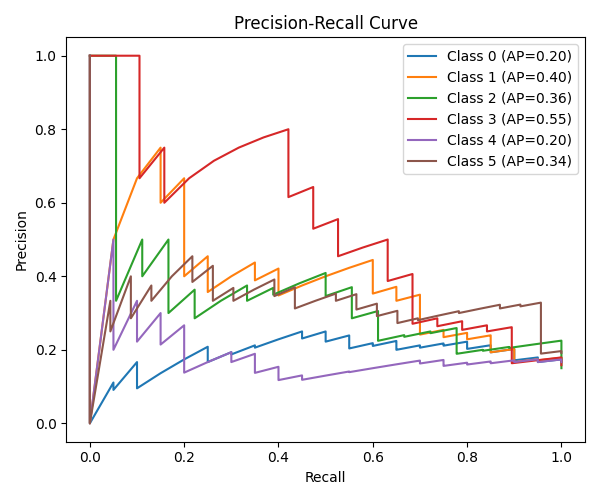 Precision-Recall Curve
Class 0 (AP=0.20)
Class 1 (AP=0.40)
Class 2 (AP=0.36)
Class 3 (AP=0.55)
Class 4 (AP=0.20)
Class 5 (AP=0.34)
Precision
1.0
0.8
0.6
0.4
0.2
0.0
0.0 0.2 0.4 0.6 0.8 1.0
Recall